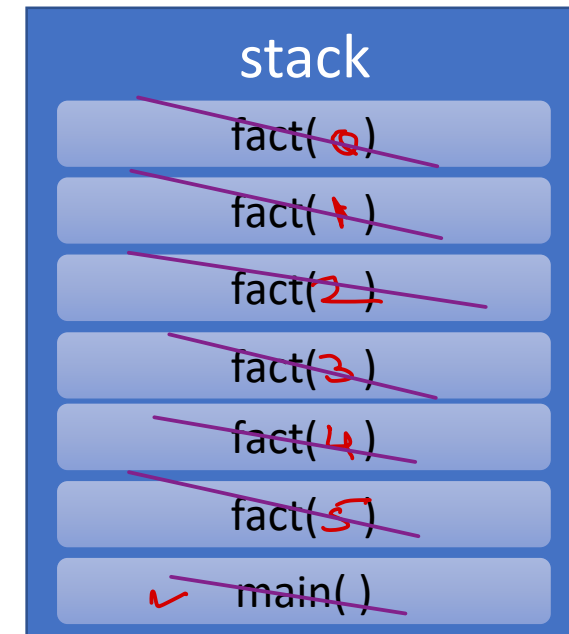 stack
fact( 0 )
fact( 1 )
fact( 2 )
fact( 3 )
fact( 4 )
fact( 5 )
✓ main( )